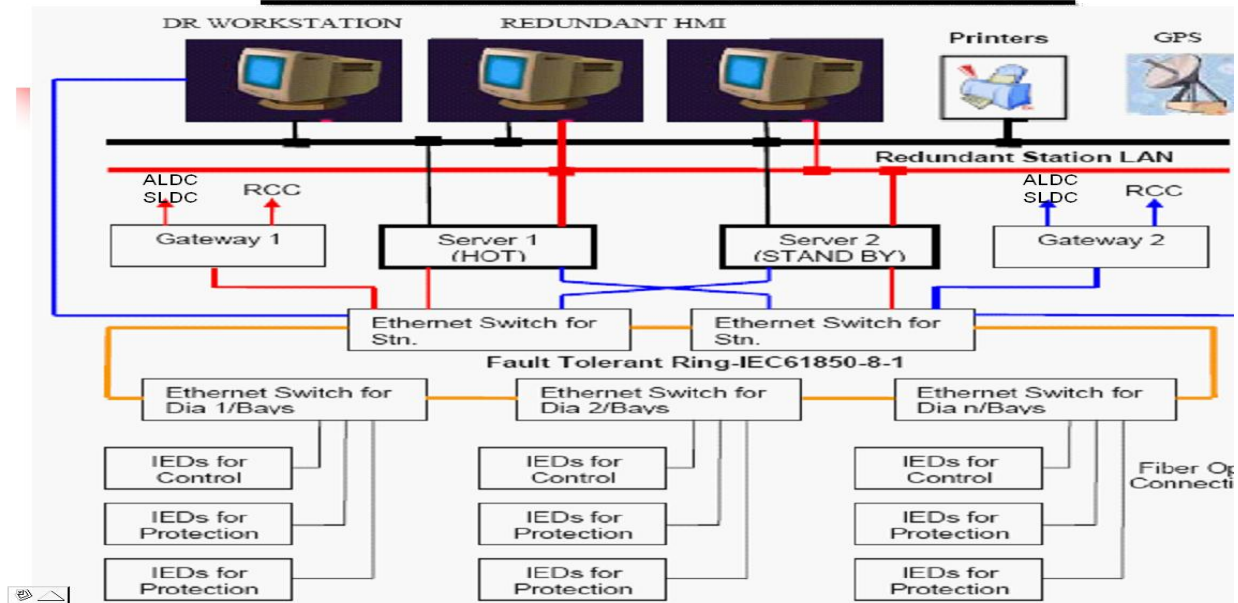 DR WORKSTATION
REDUNDANT HMI
Printers
GPS
Redundant Station LAN
ALDC
SLDC
RCC
ALDC
SLDC
RCC
Gateway 1
Server 1
(HOT)
Server 2
(STAND BY)
Gateway 2
Ethernet Switch for
Stn.
Ethernet Switch for
Stn.
Fault Tolerant Ring-IEC61850-8-1
Ethernet Switch for
Dia 1/Bays
Ethernet Switch for
Dia 2/Bays
Ethernet Switch for
Dia n/Bays
IEDs for
Control
IEDs for
Control
IEDs for
Control
Fiber Op
Connecti
IEDs for
Protection
IEDs for
Protection
IEDs for
Protection
IEDs for
Protection
IEDs for
Protection
IEDs for
Protection